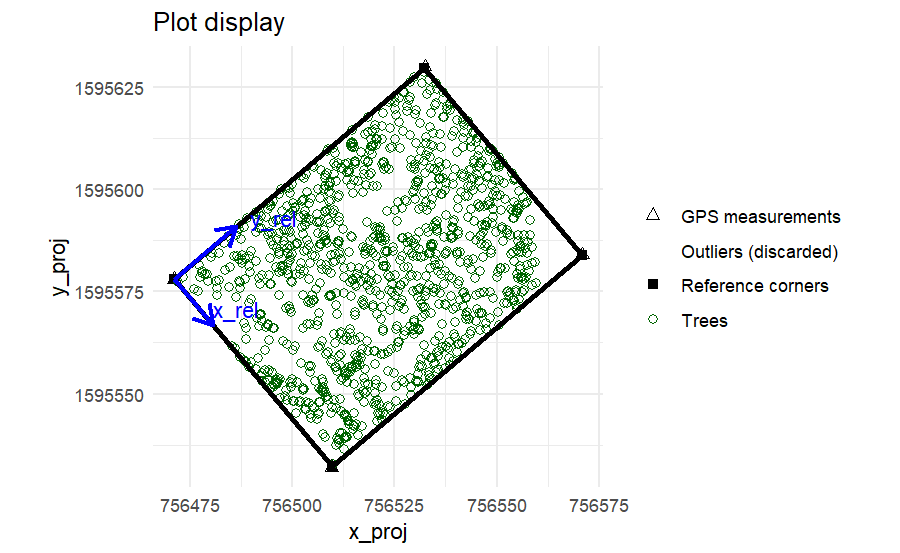 Plot display
1595625
1595600
1595575
1595550
y_proj
y_rel
x_rel
756475 756500 756525 756550 756575
x_proj
GPS measurements
Outliers (discarded)
Reference corners
Trees